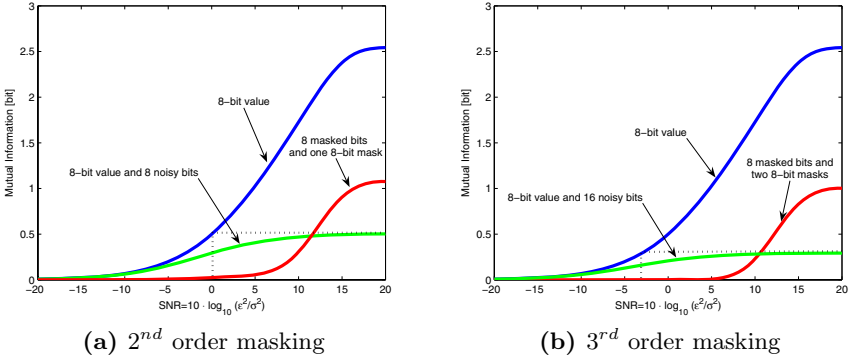 3
2.5
2
1.5
1
0.5
0
Mutual Information [bit]
8−bit value
8 masked bits
and one 8−bit mask
8−bit value and 8 noisy bits
−20 −15 −10 −5 0 5 10 15 20
SNR=10 · log10 (ε²/σ²)
(a) 2nd order masking
3
2.5
2
1.5
1
0.5
0
Mutual Information [bit]
8−bit value
8 masked bits and
two 8−bit masks
8−bit value and 16 noisy bits
−20 −15 −10 −5 0 5 10 15 20
SNR=10 · log10 (ε²/σ²)
(b) 3rd order masking